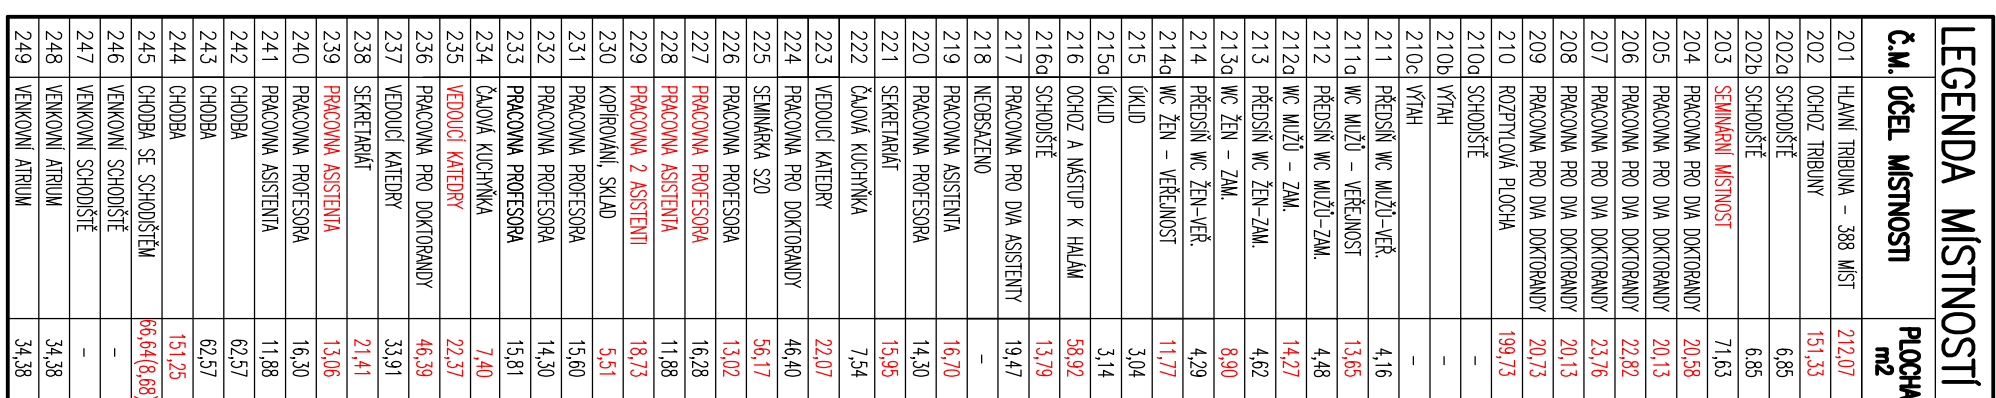 LEGENDA MÍSTNOSTÍ
Č.M. ÚČEL MÍSTNOSTI PLOCHA m2
201 HLAVNÍ TRIBUNA - 388 MÍST 212,07
202 OCHOZ TRIBUNY 151,33
202a SCHODIŠTĚ 6,85
202b SCHODIŠTĚ 6.85
203 SEMINÁRNÍ MÍSTNOST 71,63
204 PRACOVNA PRO DVA DOKTORANDY 20,58
205 PRACOVNA PRO DVA DOKTORANDY 20,13
206 PRACOVNA PRO DVA DOKTORANDY 22,82
207 PRACOVNA PRO DVA DOKTORANDY 23,76
208 PRACOVNA PRO DVA DOKTORANDY 20,13
209 PRACOVNA PRO DVA DOKTORANDY 20,73
210 ROZPTYLOVÁ PLOCHA 199,73
210a SCHODIŠTĚ -
210b VÝTAH -
210c VÝTAH -
211 PŘEDSÍŇ WC MUŽŮ-VEŘ. 4,16
211a WC MUŽŮ - VEŘEJNOST 13,65
212 PŘEDSÍŇ WC MUŽŮ-ZAM. 4,48
212a WC MUŽŮ - ZAM. 14,27
213 PŘEDSÍŇ WC ŽEN-ZAM. 4,62
213a WC ŽEN - ZAM. 8,90
214 PŘEDSÍŇ WC ŽEN-VEŘ. 4,29
214a WC ŽEN - VEŘEJNOST 11,77
215 ÚKLID 3,04
215a ÚKLID 3,14
216 OCHOZ A NÁSTUP K HALÁM 58,92
216a SCHODIŠTĚ 13,79
217 PRACOVNA PRO DVA ASISTENTY 19,47
218 NEOBSAZENO -
219 PRACOVNA ASISTENTA 16,70
220 PRACOVNA PROFESORA 14,30
221 SEKRETARIÁT 15,95
222 ČAJOVÁ KUCHYŇKA 7,54
223 VEDOUCÍ KATEDRY 22,07
224 PRACOVNA PRO DOKTORANDY 46,40
225 SEMINÁRKA S20 56,17
226 PRACOVNA PROFESORA 13,02
227 PRACOVNA PROFESORA 16,28
228 PRACOVNA ASISTENTA 11,88
229 PRACOVNA 2 ASISTENTI 18,73
230 KOPÍROVÁNÍ, SKLAD 5,51
231 PRACOVNA PROFESORA 15,60
232 PRACOVNA PROFESORA 14,30
233 PRACOVNA PROFESORA 15,81
234 ČAJOVÁ KUCHYŇKA 7,40
235 VEDOUCÍ KATEDRY 22,37
236 PRACOVNA PRO DOKTORANDY 46,39
237 VEDOUCÍ KATEDRY 33,91
238 SEKRETARIÁT 21,41
239 PRACOVNA ASISTENTA 13,06
240 PRACOVNA PROFESORA 16,30
241 PRACOVNA ASISTENTA 11,88
242 CHODBA 62,57
243 CHODBA 62,57
244 CHODBA 151,25
245 CHODBA SE SCHODIŠTĚM 66,64(8,68)
246 VENKOVNÍ SCHODIŠTĚ -
247 VENKOVNÍ SCHODIŠTĚ -
248 VENKOVNÍ ATRIUM 34,38
249 VENKOVNÍ ATRIUM 34,38